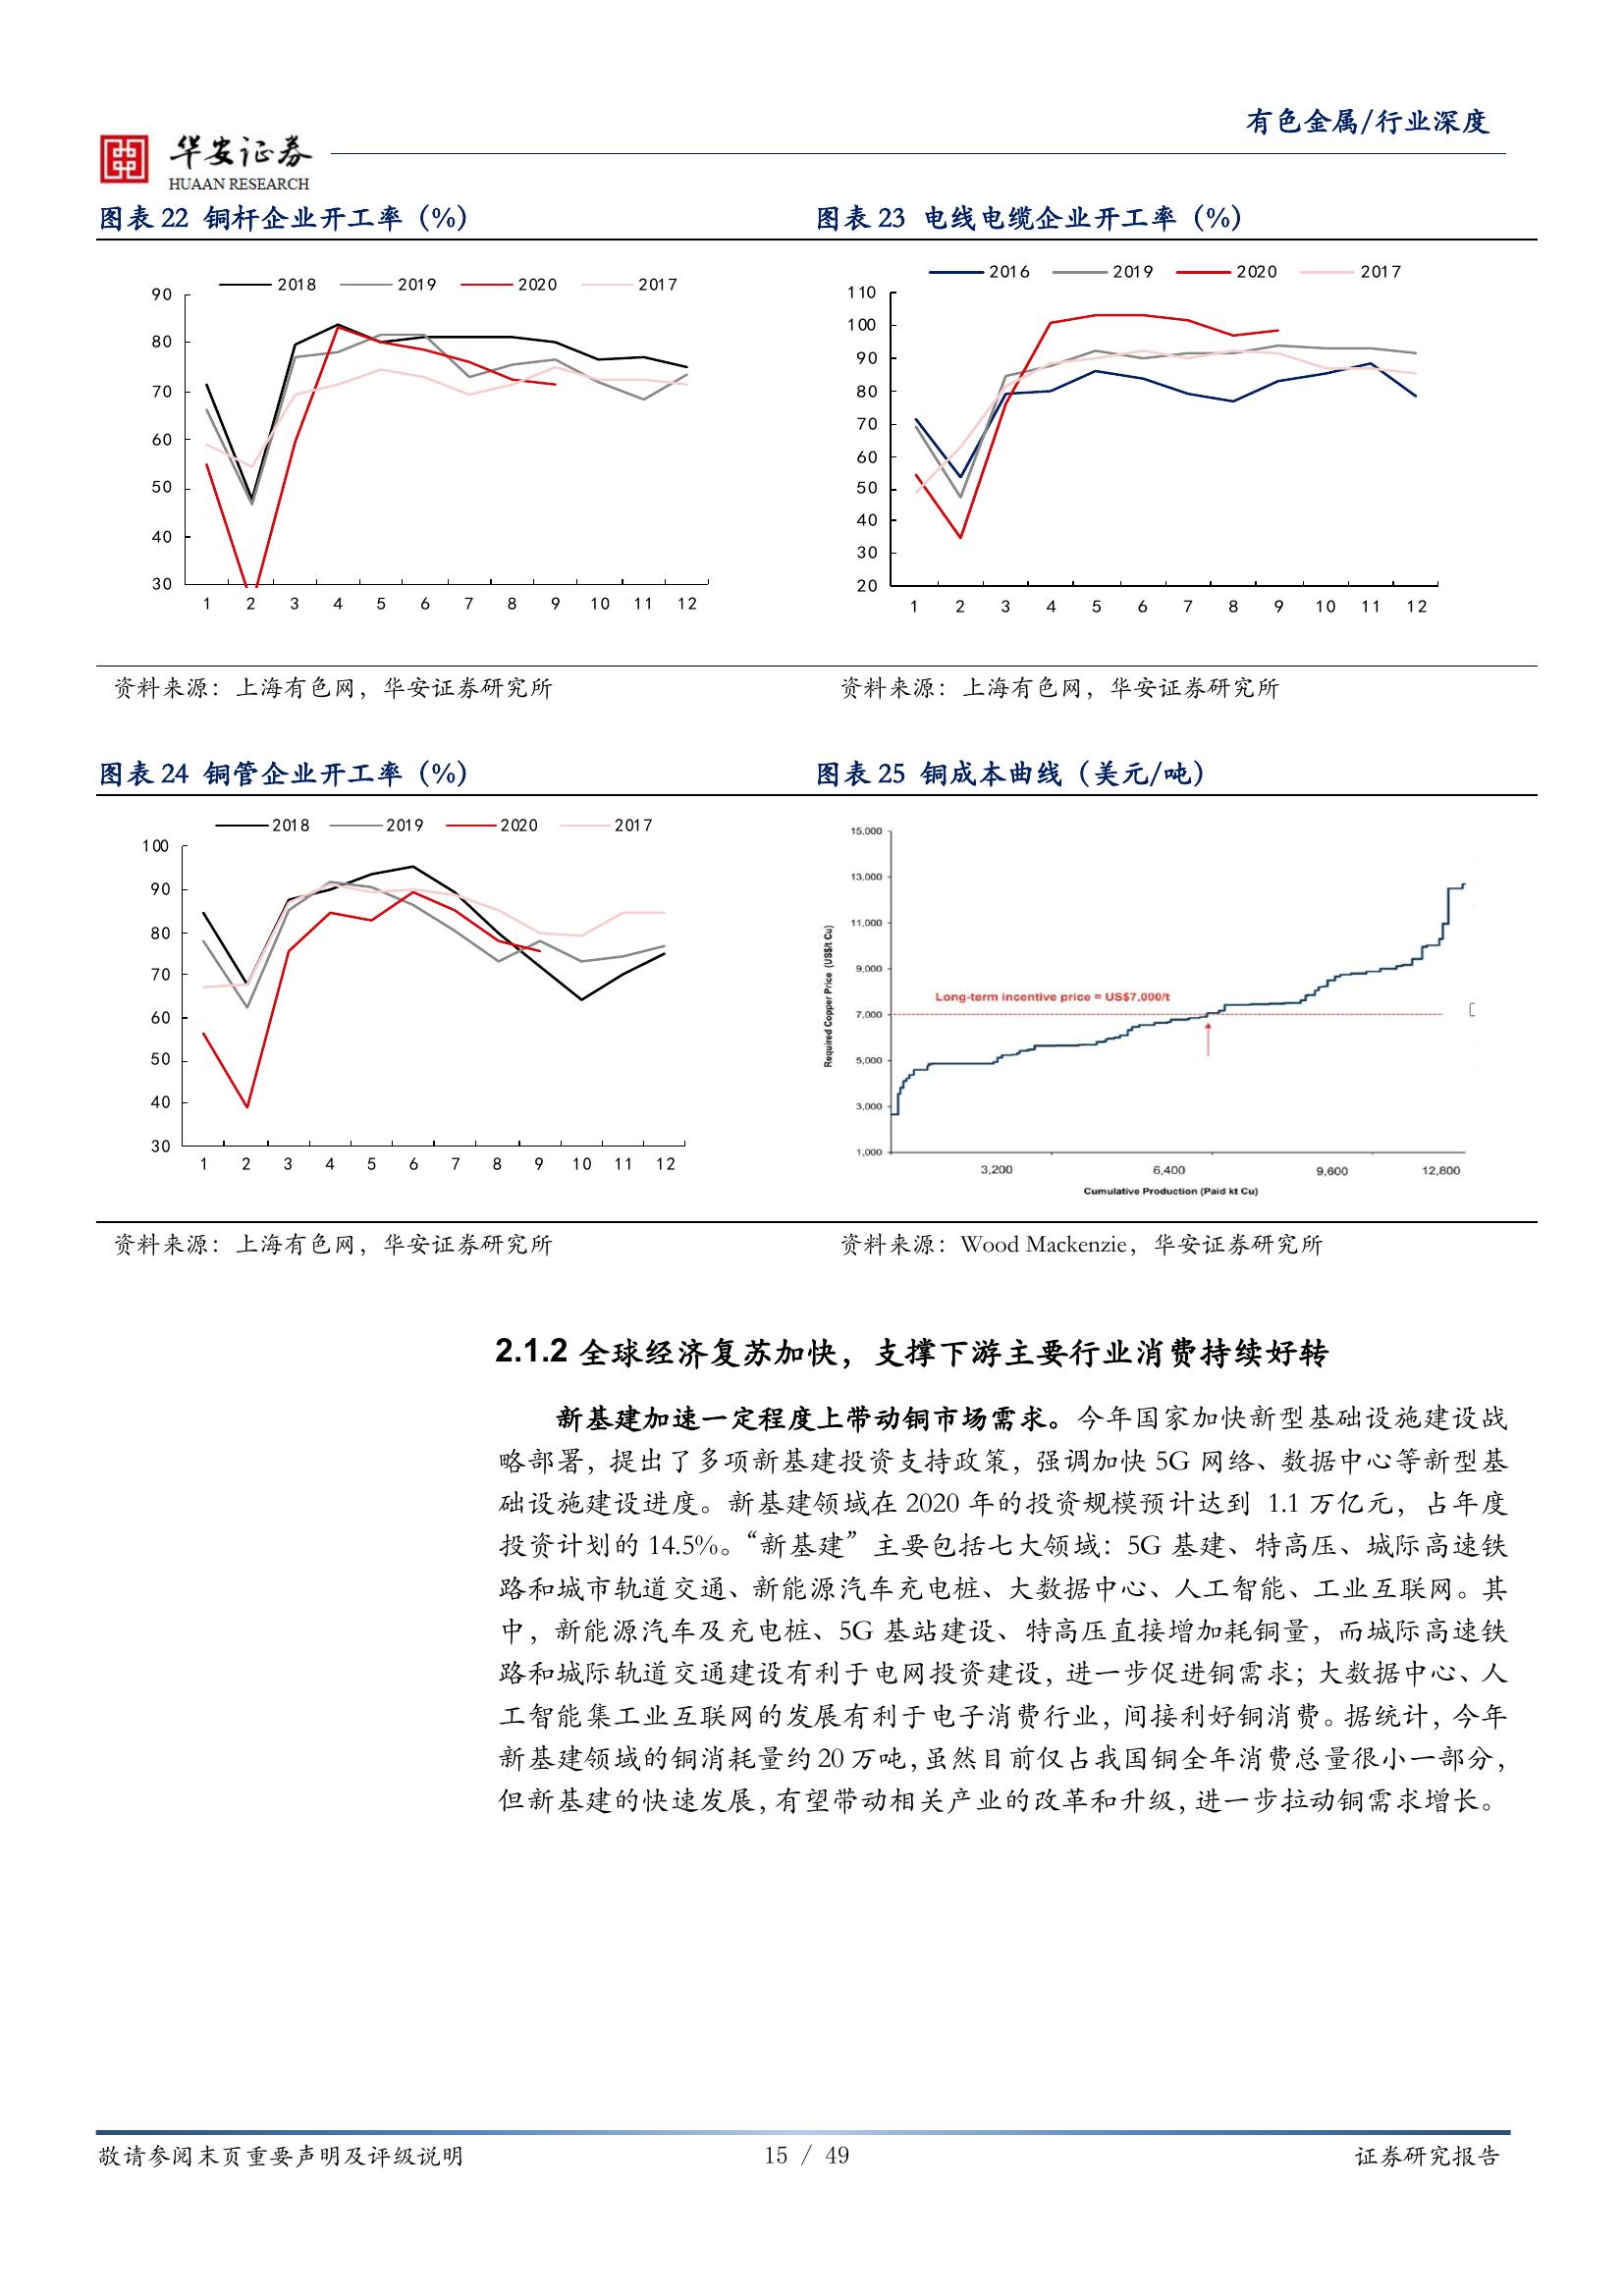 有色金属/行业深度
华安证券
HUAAN RESEARCH
图表 22 铜杆企业开工率（%）
图表 23 电线电缆企业开工率（%）
2018 2019 2020 2017
90
80
70
60
50
40
30
1 2 3 4 5 6 7 8 9 10 11 12
2016 2019 2020 2017
110
100
90
80
70
60
50
40
30
20
1 2 3 4 5 6 7 8 9 10 11 12
资料来源：上海有色网，华安证券研究所
资料来源：上海有色网，华安证券研究所
图表 24 铜管企业开工率（%）
图表 25 铜成本曲线（美元/吨）
2018 2019 2020 2017
100
90
80
70
60
50
40
30
1 2 3 4 5 6 7 8 9 10 11 12
Required Copper Price (US$/t Cu)
15,000
13,000
11,000
9,000
Long-term incentive price = US$7,000/t
7,000
5,000
3,000
1,000
3,200 6,400 9,600 12,800
Cumulative Production (Paid kt Cu)
资料来源：上海有色网，华安证券研究所
资料来源：Wood Mackenzie，华安证券研究所
2.1.2 全球经济复苏加快，支撑下游主要行业消费持续好转
新基建加速一定程度上带动铜市场需求。今年国家加快新型基础设施建设战
略部署，提出了多项新基建投资支持政策，强调加快 5G 网络、数据中心等新型基
础设施建设进度。新基建领域在 2020 年的投资规模预计达到 1.1 万亿元，占年度
投资计划的 14.5%。“新基建”主要包括七大领域：5G 基建、特高压、城际高速铁
路和城市轨道交通、新能源汽车充电桩、大数据中心、人工智能、工业互联网。其
中，新能源汽车及充电桩、5G 基站建设、特高压直接增加耗铜量，而城际高速铁
路和城际轨道交通建设有利于电网投资建设，进一步促进铜需求；大数据中心、人
工智能集工业互联网的发展有利于电子消费行业，间接利好铜消费。据统计，今年
新基建领域的铜消耗量约 20 万吨，虽然目前仅占我国铜全年消费总量很小一部分，
但新基建的快速发展，有望带动相关产业的改革和升级，进一步拉动铜需求增长。
敬请参阅末页重要声明及评级说明
15 / 49
证券研究报告